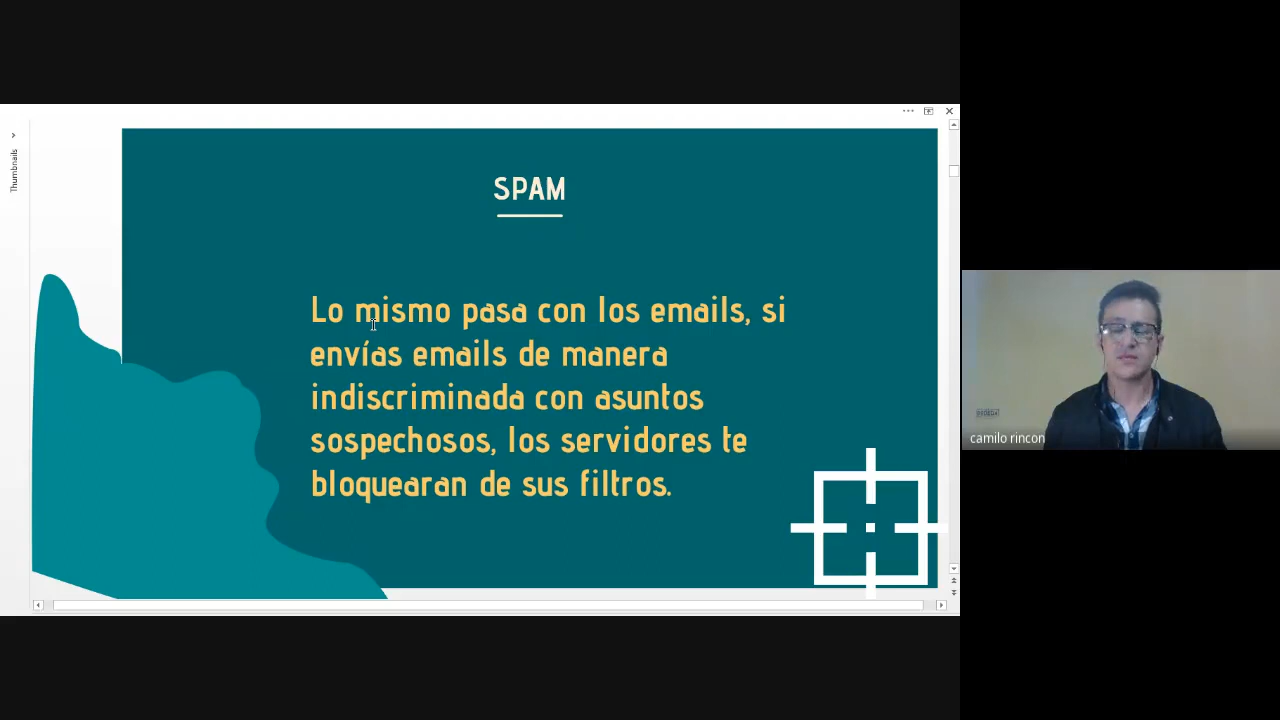 Thumbnails
SPAM
Lo mismo pasa con los emails, si
envías emails de manera
indiscriminada con asuntos
sospechosos, los servidores te
bloquearan de sus filtros.
camilo rincon